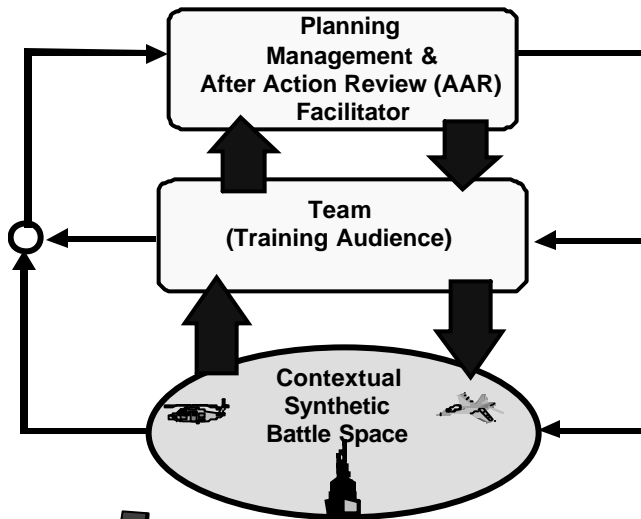 Planning
Management &
After Action Review (AAR)
Facilitator
Team
(Training Audience)
Contextual
Synthetic
Battle Space